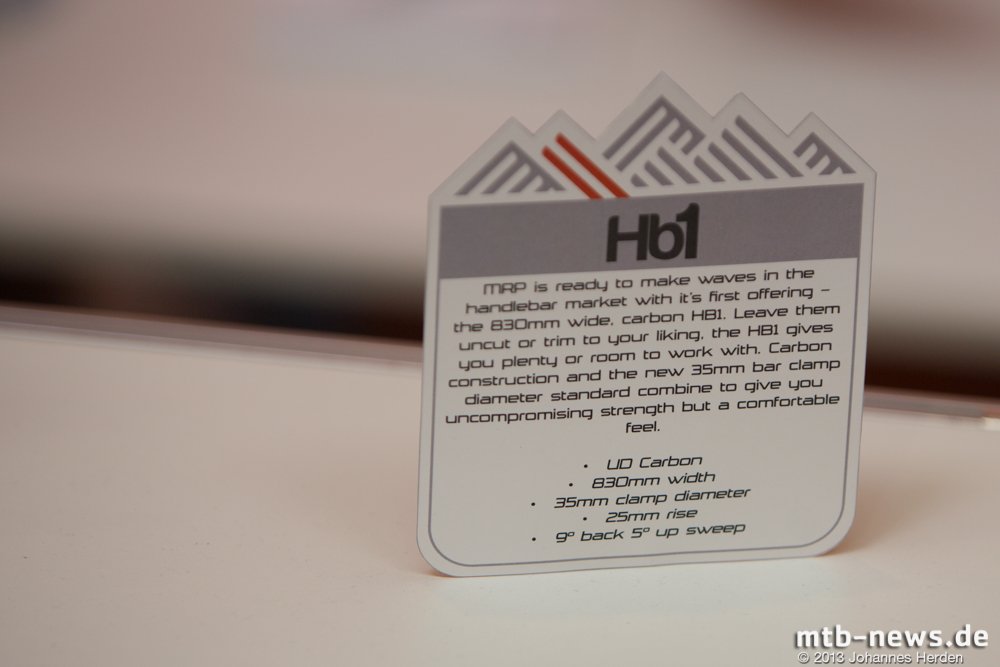 Hb1
MRP is ready to make waves in the
handlebar market with it's first offering –
the 830mm wide, carbon HB1. Leave them
uncut or trim to your liking, the HB1 gives
you plenty or room to work with. Carbon
construction and the new 35mm bar clamp
diameter standard combine to give you
uncompromising strength but a comfortable
feel.
• UD Carbon
• 830mm width
• 35mm clamp diameter
• 25mm rise
• 9° back 5° up sweep
mtb-news.de
© 2013 Johannes Herden